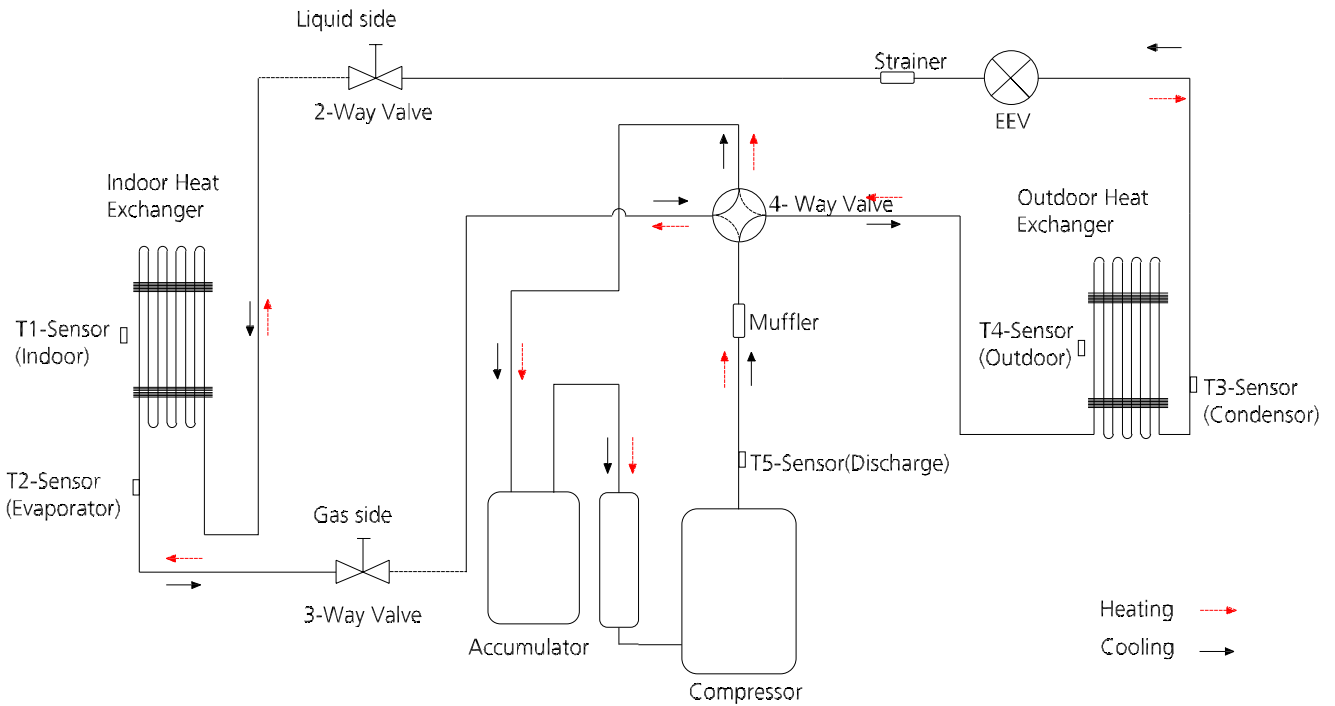 Liquid side
2-Way Valve
Strainer
EEV
Indoor Heat
Exchanger
4- Way Valve
Outdoor Heat
Exchanger
T1-Sensor
(Indoor)
Muffler
T4-Sensor
(Outdoor)
T3-Sensor
(Condensor)
T2-Sensor
(Evaporator)
T5-Sensor(Discharge)
Gas side
3-Way Valve
Accumulator
Compressor
Heating
Cooling